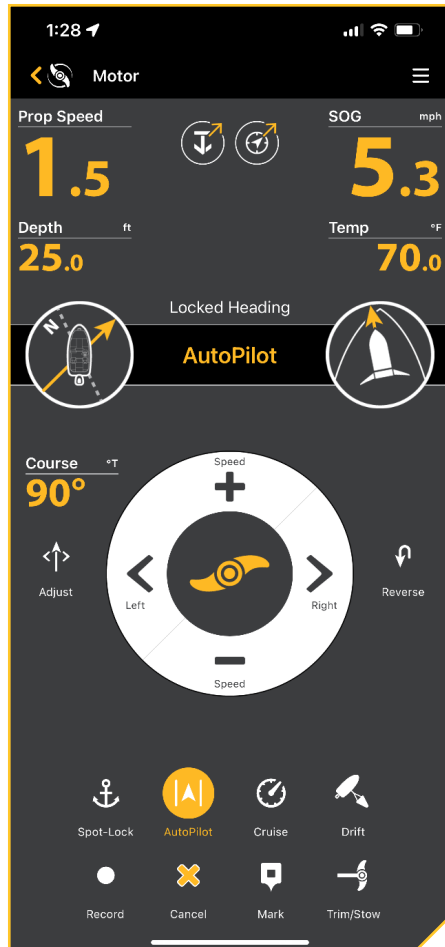 1:28
Motor
Prop Speed
SOG mph
1.5
5.3
Depth ft
Temp °F
25.0
70.0
Locked Heading
N
AutoPilot
Course °T
90°
Speed
Left
Right
Speed
Adjust
Reverse
Spot-Lock
AutoPilot
Cruise
Drift
Record
Cancel
Mark
Trim/Stow